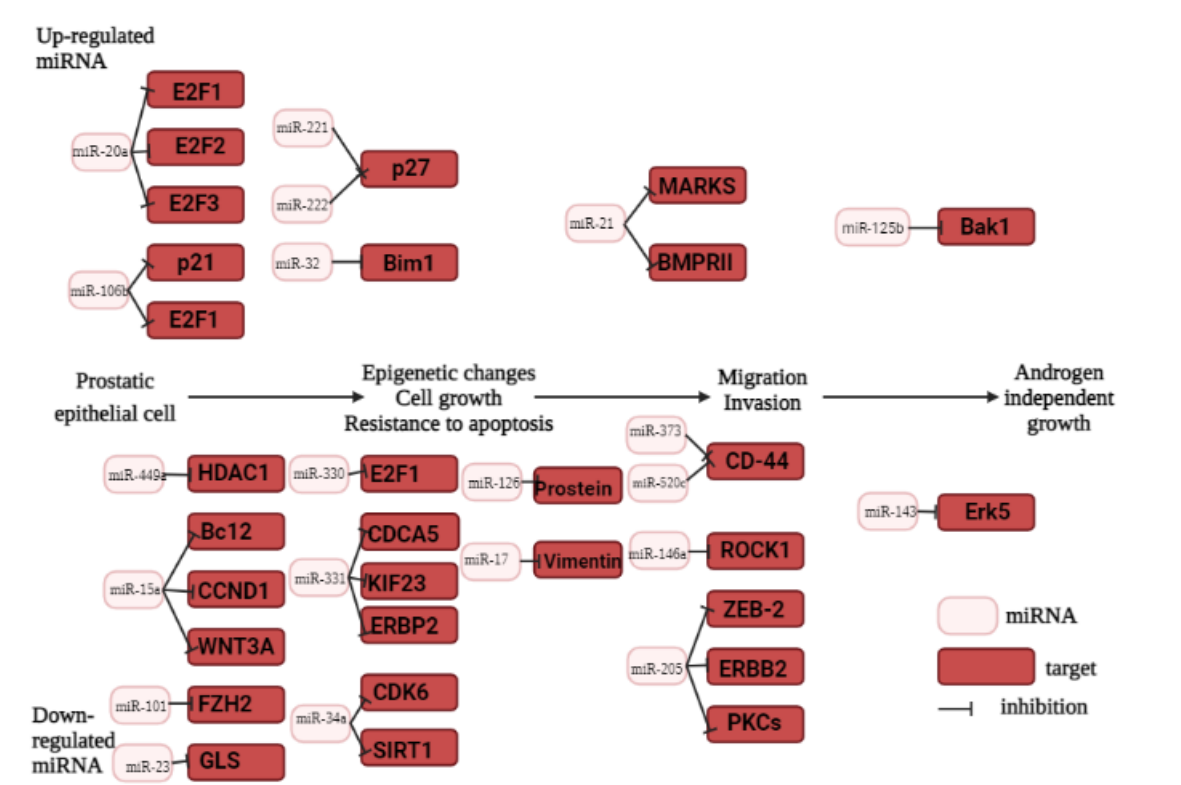 Up-regulated
miRNA
miR-20a
E2F1
E2F2
E2F3
miR-106b
p21
E2F1
miR-221
miR-222
p27
miR-32
Bim1
miR-21
MARKS
BMPRII
miR-125b
Bak1
Prostatic
epithelial cell
Epigenetic changes
Cell growth
Resistance to apoptosis
Migration
Invasion
Androgen
independent
growth
miR-449a
HDAC1
miR-15a
Bc12
CCND1
WNT3A
miR-101
FZH2
miR-23
GLS
Down-
regulated
miRNA
miR-330
E2F1
miR-331
CDCA5
KIF23
ERBP2
miR-34a
CDK6
SIRT1
miR-126
Prostein
miR-17
Vimentin
miR-373
miR-520c
CD-44
miR-146a
ROCK1
miR-205
ZEB-2
ERBB2
PKCs
miR-143
Erk5
miRNA
target
inhibition